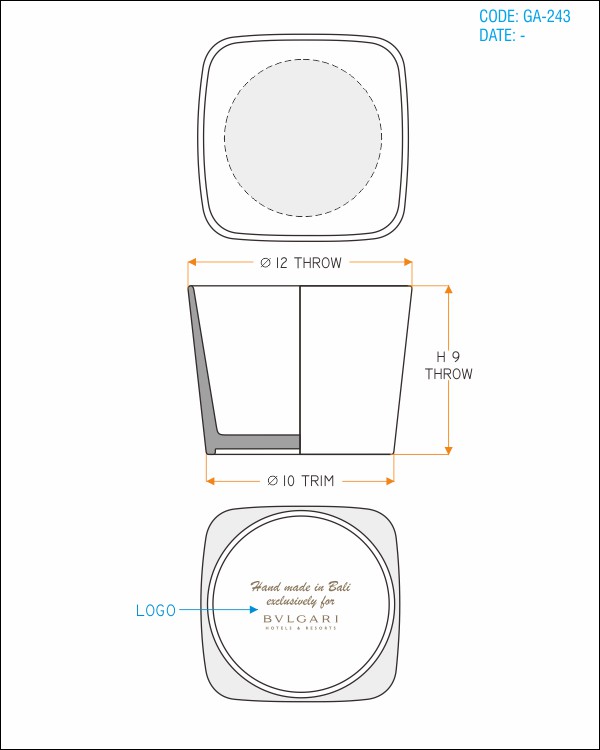 CODE: GA-243
DATE: -
Ø 12 THROW
H 9
THROW
Ø 10 TRIM
LOGO
Hand made in Bali
exclusively for
BVLGARI
HOTELS & RESORTS